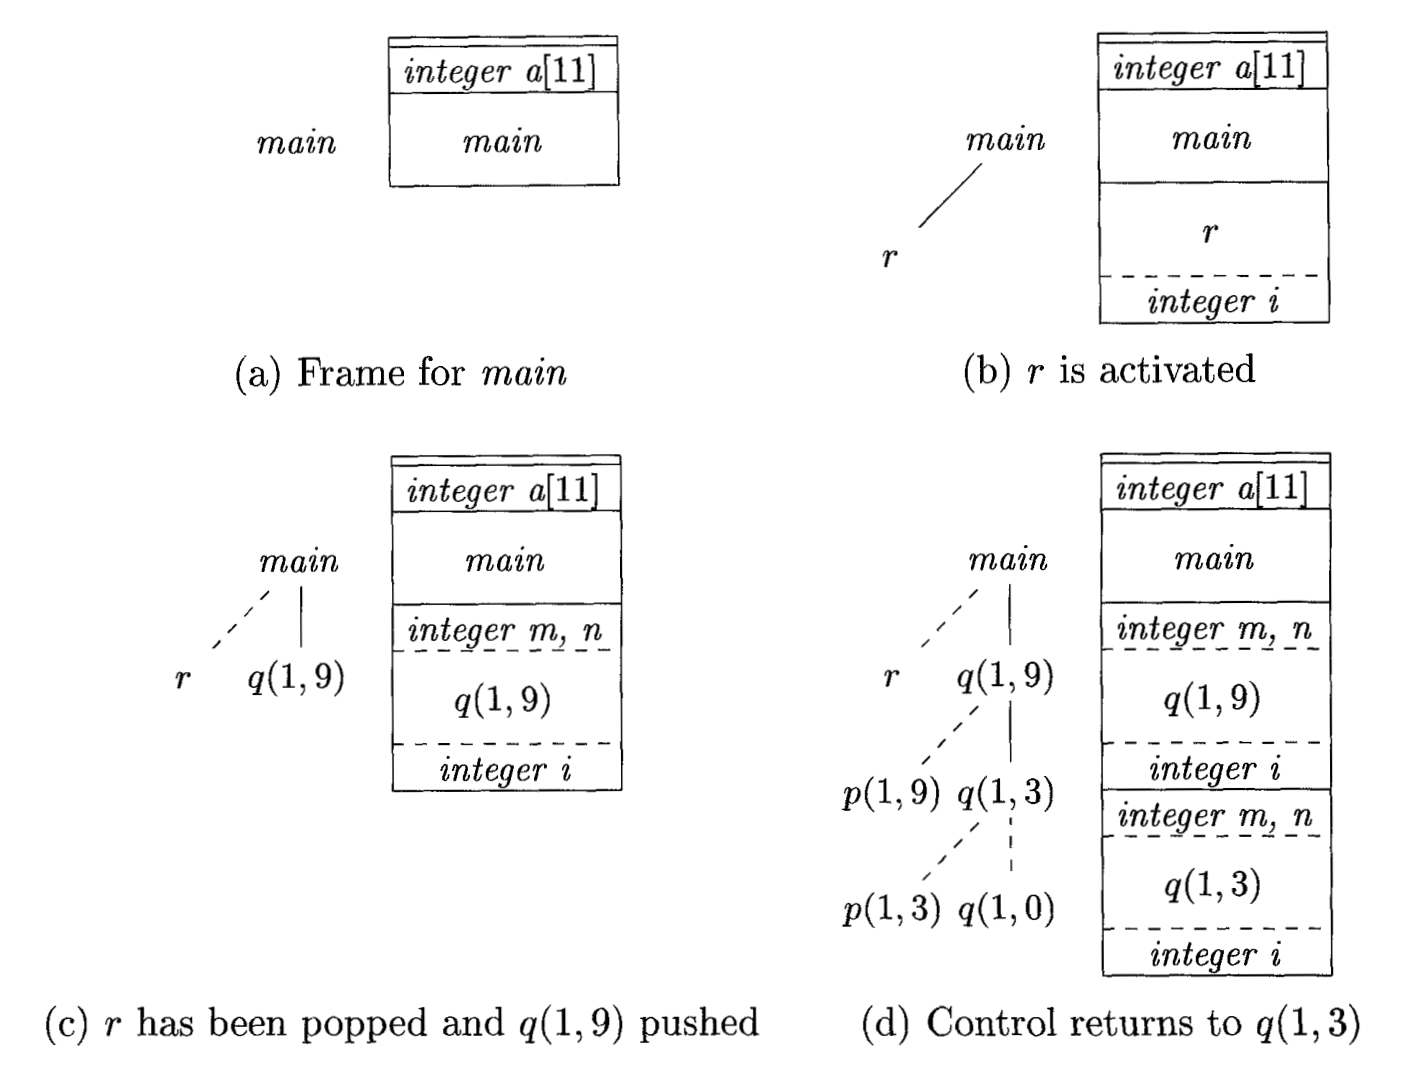 integer a[11]
main
main
(a) Frame for main
integer a[11]
main
main
r
r
integer i
(b) r is activated
integer a[11]
main
main
integer m, n
r
q(1, 9)
q(1, 9)
integer i
(c) r has been popped and q(1, 9) pushed
integer a[11]
main
main
integer m, n
r
q(1, 9)
q(1, 9)
integer i
p(1, 9) q(1, 3)
integer m, n
q(1, 3)
p(1, 3) q(1, 0)
integer i
(d) Control returns to q(1, 3)